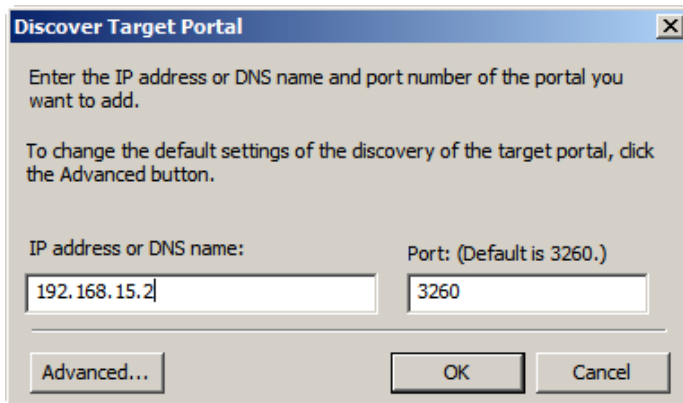 Discover Target Portal
Enter the IP address or DNS name and port number of the portal you
want to add.
To change the default settings of the discovery of the target portal, click
the Advanced button.
IP address or DNS name:
Port: (Default is 3260.)
192.168.15.2
3260
Advanced...
OK
Cancel